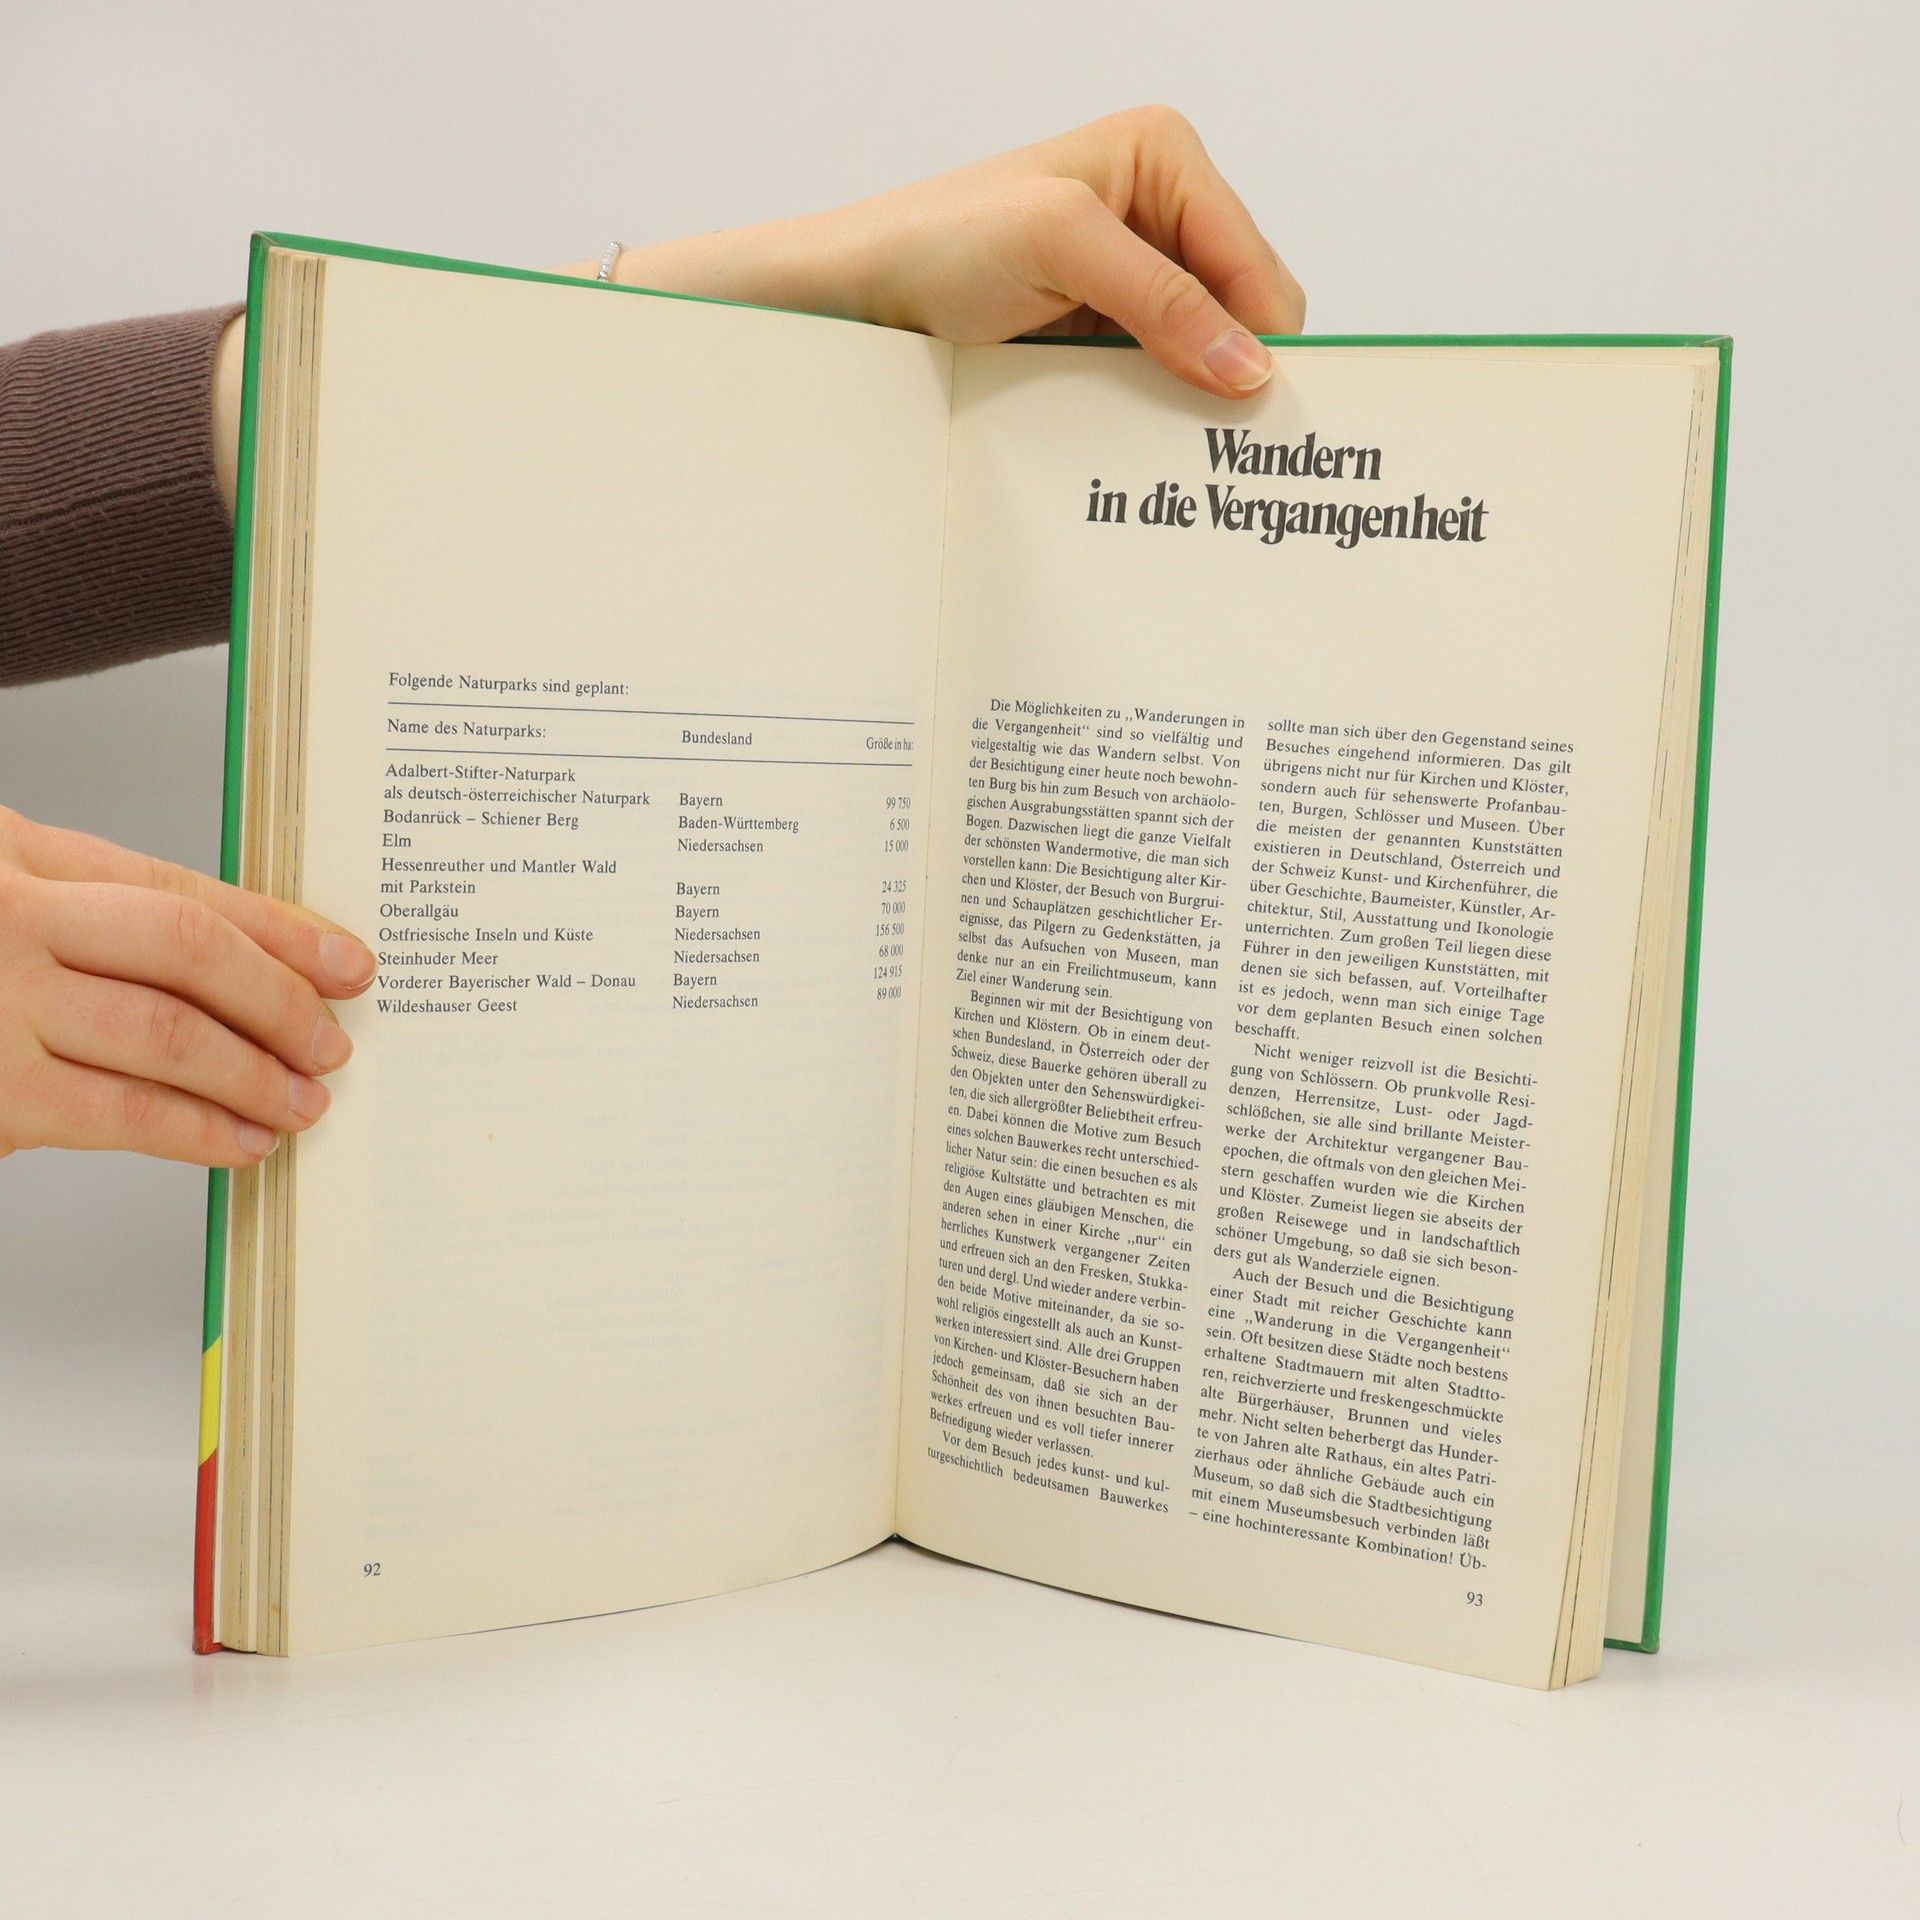 Folgende Naturparks sind geplant:
Name des Naturparks: Bundesland Größe in ha:
Adalbert-Stifter-Naturpark
als deutsch-österreichischer Naturpark Bayern 99 750
Bodanrück – Schiener Berg Baden-Württemberg 6 500
Elm Niedersachsen 15 000
Hessenreuther und Mantler Wald
mit Parkstein Bayern 24 325
Oberallgäu Bayern 70 000
Ostfriesische Inseln und Küste Niedersachsen 156 500
Steinhuder Meer Niedersachsen 68 000
Vorderer Bayerischer Wald – Donau Bayern 124 915
Wildeshauser Geest Niedersachsen 89 000
92
Wandern
in die Vergangenheit
Die Möglichkeiten zu „Wanderungen in
die Vergangenheit“ sind so vielfältig und
vielgestaltig wie das Wandern selbst. Von
der Besichtigung einer heute noch bewohn-
ten Burg bis hin zum Besuch von archäolo-
gischen Ausgrabungsstätten spannt sich der
Bogen. Dazwischen liegt die ganze Vielfalt
der schönsten Wandermotive, die man sich
vorstellen kann: Die Besichtigung alter Kir-
chen und Klöster, der Besuch von Burgrui-
nen und Schauplätzen geschichtlicher Er-
eignisse, das Pilgern zu Gedenkstätten, ja
selbst das Aufsuchen von Museen, man
denke nur an ein Freilichtmuseum, kann
Ziel einer Wanderung sein.
Beginnen wir mit der Besichtigung von
Kirchen und Klöstern. Ob in einem deut-
schen Bundesland, in Österreich oder der
Schweiz, diese Bauerke gehören überall zu
den Objekten unter den Sehenswürdigkei-
ten, die sich allergrößter Beliebtheit erfreu-
en. Dabei können die Motive zum Besuch
eines solchen Bauwerkes recht unterschied-
licher Natur sein: die einen besuchen es als
religiöse Kultstätte und betrachten es mit
den Augen eines gläubigen Menschen, die
anderen sehen in einer Kirche „nur“ ein
herrliches Kunstwerk vergangener Zeiten
und erfreuen sich an den Fresken, Stukka-
turen und dergl. Und wieder andere verbin-
den beide Motive miteinander, da sie so-
wohl religiös eingestellt als auch an Kunst-
werken interessiert sind. Alle drei Gruppen
von Kirchen- und Klöster-Besuchern haben
jedoch gemeinsam, daß sie sich an der
Schönheit des von ihnen besuchten Bau-
werkes erfreuen und es voll tiefer innerer
Befriedigung wieder verlassen.
Vor dem Besuch jedes kunst- und kul-
turgeschichtlich bedeutsamen Bauwerkes
sollte man sich über den Gegenstand seines
Besuches eingehend informieren. Das gilt
übrigens nicht nur für Kirchen und Klöster,
sondern auch für sehenswerte Profanbau-
ten, Burgen, Schlösser und Museen. Über
die meisten der genannten Kunststätten
existieren in Deutschland, Österreich und
der Schweiz Kunst- und Kirchenführer, die
über Geschichte, Baumeister, Künstler, Ar-
chitektur, Stil, Ausstattung und Ikonologie
unterrichten. Zum großen Teil liegen diese
Führer in den jeweiligen Kunststätten, mit
denen sie sich befassen, auf. Vorteilhafter
ist es jedoch, wenn man sich einige Tage
vor dem geplanten Besuch einen solchen
beschafft.
Nicht weniger reizvoll ist die Besichti-
gung von Schlössern. Ob prunkvolle Resi-
denzen, Herrensitze, Lust- oder Jagd-
schlößchen, sie alle sind brillante Meister-
werke der Architektur vergangener Bau-
epochen, die oftmals von den gleichen Mei-
stern geschaffen wurden wie die Kirchen
und Klöster. Zumeist liegen sie abseits der
großen Reisewege und in landschaftlich
schöner Umgebung, so daß sie sich beson-
ders gut als Wanderziele eignen.
Auch der Besuch und die Besichtigung
einer Stadt mit reicher Geschichte kann
eine „Wanderung in die Vergangenheit“
sein. Oft besitzen diese Städte noch bestens
erhaltene Stadtmauern mit alten Stadtto-
ren, reichverzierte und freskengeschmückte
alte Bürgerhäuser, Brunnen und vieles
mehr. Nicht selten beherbergt das Hunder-
te von Jahren alte Rathaus, ein altes Patri-
zierhaus oder ähnliche Gebäude auch ein
Museum, so daß sich die Stadtbesichtigung
mit einem Museumsbesuch verbinden läßt
– eine hochinteressante Kombination! Üb-
93